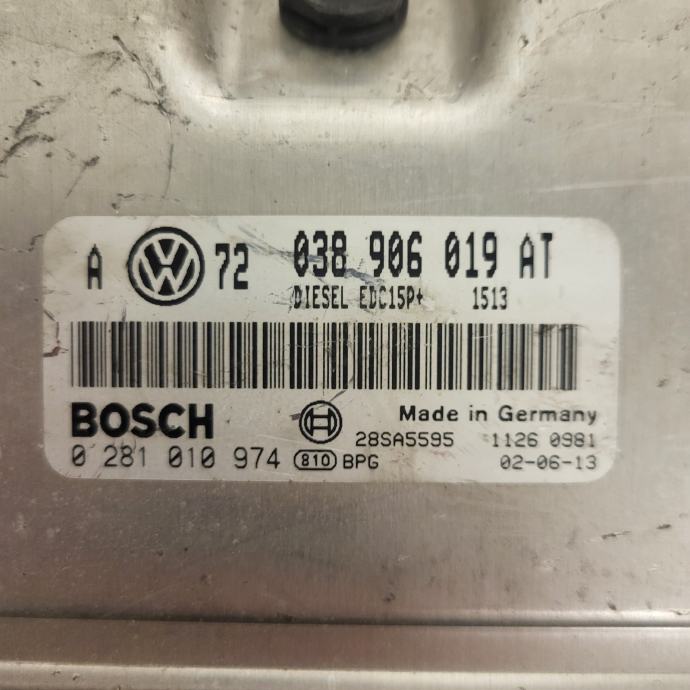 A VW 72 038 906 019 AT
DIESEL EDC15P+ 1513
BOSCH Made in Germany
28SA5595 1126 0981
0 281 010 974 810 BPG 02-06-13